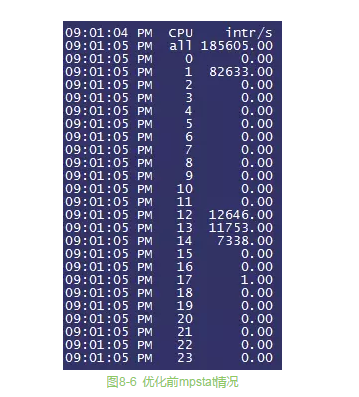 09:01:04 PM CPU intr/s
09:01:05 PM all 185605.00
09:01:05 PM 0 0.00
09:01:05 PM 1 82633.00
09:01:05 PM 2 0.00
09:01:05 PM 3 0.00
09:01:05 PM 4 0.00
09:01:05 PM 5 0.00
09:01:05 PM 6 0.00
09:01:05 PM 7 0.00
09:01:05 PM 8 0.00
09:01:05 PM 9 0.00
09:01:05 PM 10 0.00
09:01:05 PM 11 0.00
09:01:05 PM 12 12646.00
09:01:05 PM 13 11753.00
09:01:05 PM 14 7338.00
09:01:05 PM 15 0.00
09:01:05 PM 16 0.00
09:01:05 PM 17 1.00
09:01:05 PM 18 0.00
09:01:05 PM 19 0.00
09:01:05 PM 20 0.00
09:01:05 PM 21 0.00
09:01:05 PM 22 0.00
09:01:05 PM 23 0.00
图8-6 优化前mpstat情况